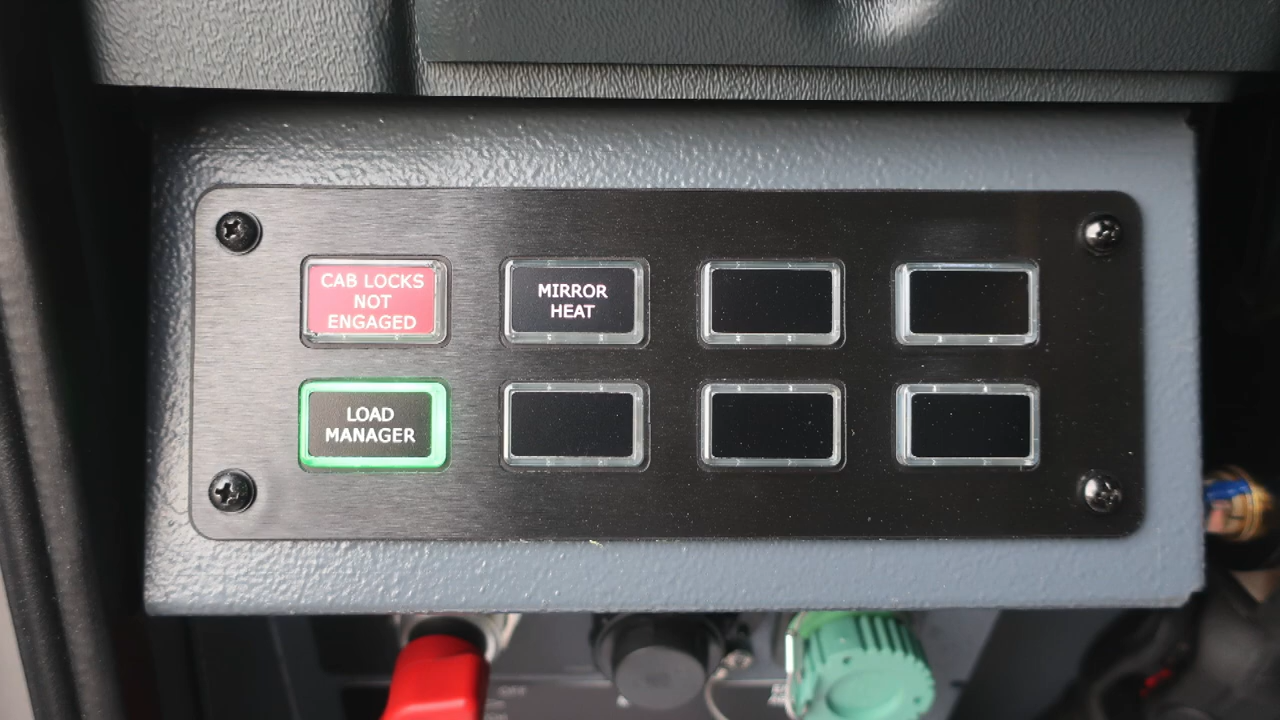 CAB LOCKS
NOT
ENGAGED
MIRROR
HEAT
LOAD
MANAGER